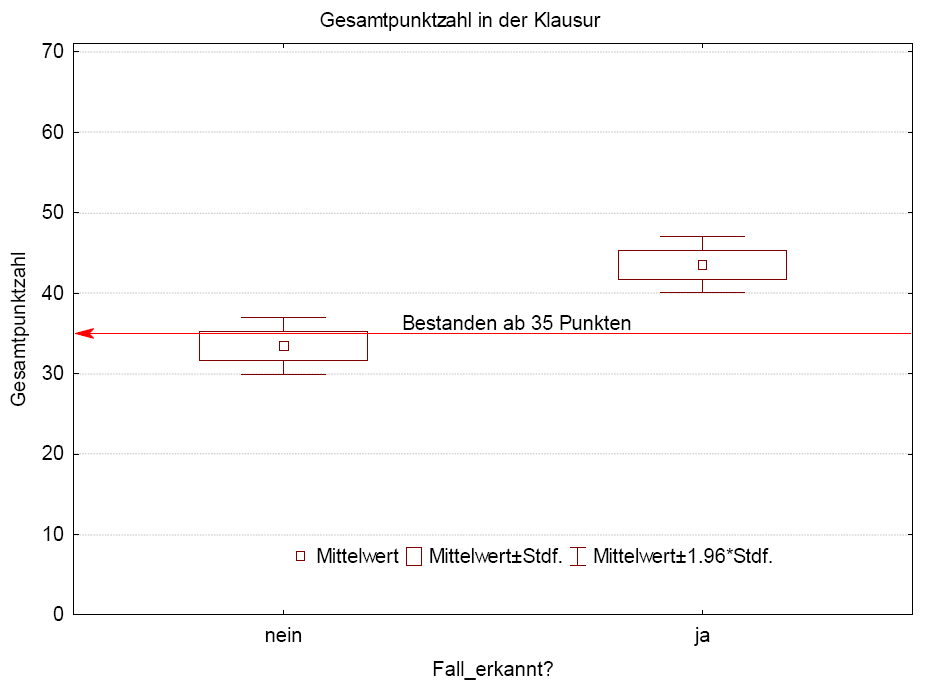 Gesamtpunktzahl in der Klausur
70
60
50
40
30
20
10
0
Gesamtpunktzahl
Bestanden ab 35 Punkten
Mittelwert Mittelwert±Stdf. Mittelwert±1.96*Stdf.
nein ja
Fall_erkannt?